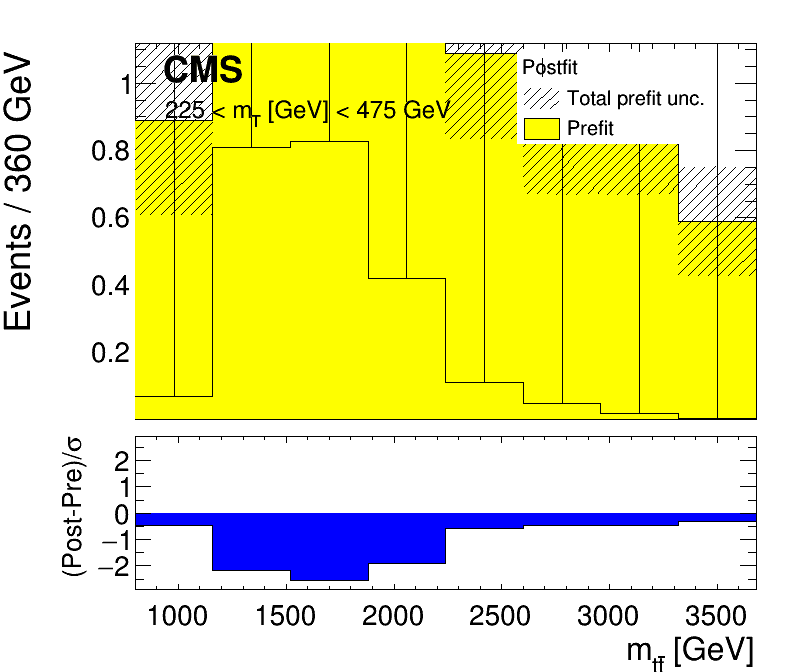 Events / 360 GeV
1
0.8
0.6
0.4
0.2
CMS
225 < m_T [GeV] < 475 GeV
Postfit
Total prefit unc.
Prefit
(Post-Pre)/σ
2
1
0
−1
−2
1000 1500 2000 2500 3000 3500
m_tt̄ [GeV]